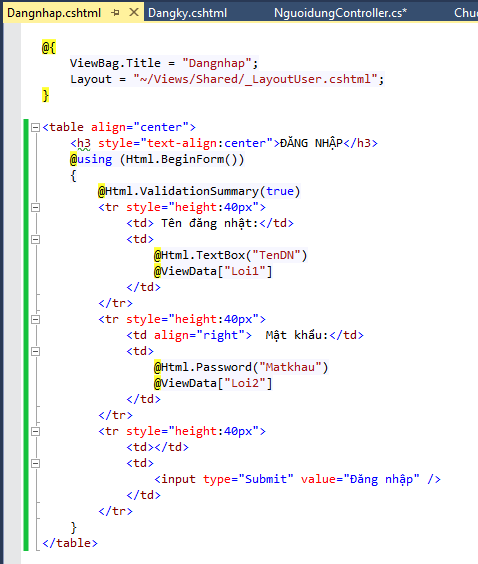 Dangnhap.cshtml Dangky.cshtml NguoidungController.cs* Chuc
@{
ViewBag.Title = "Dangnhap";
Layout = "~/Views/Shared/_LayoutUser.cshtml";
}
<table align="center">
<h3 style="text-align:center">ĐĂNG NHẬP</h3>
@using (Html.BeginForm())
{
@Html.ValidationSummary(true)
<tr style="height:40px">
<td> Tên đăng nhật:</td>
<td>
@Html.TextBox("TenDN")
@ViewData["Loi1"]
</td>
</tr>
<tr style="height:40px">
<td align="right">  Mật khẩu:</td>
<td>
@Html.Password("Matkhau")
@ViewData["Loi2"]
</td>
</tr>
<tr style="height:40px">
<td></td>
<td>
<input type="Submit" value="Đăng nhập" />
</td>
</tr>
}
</table>